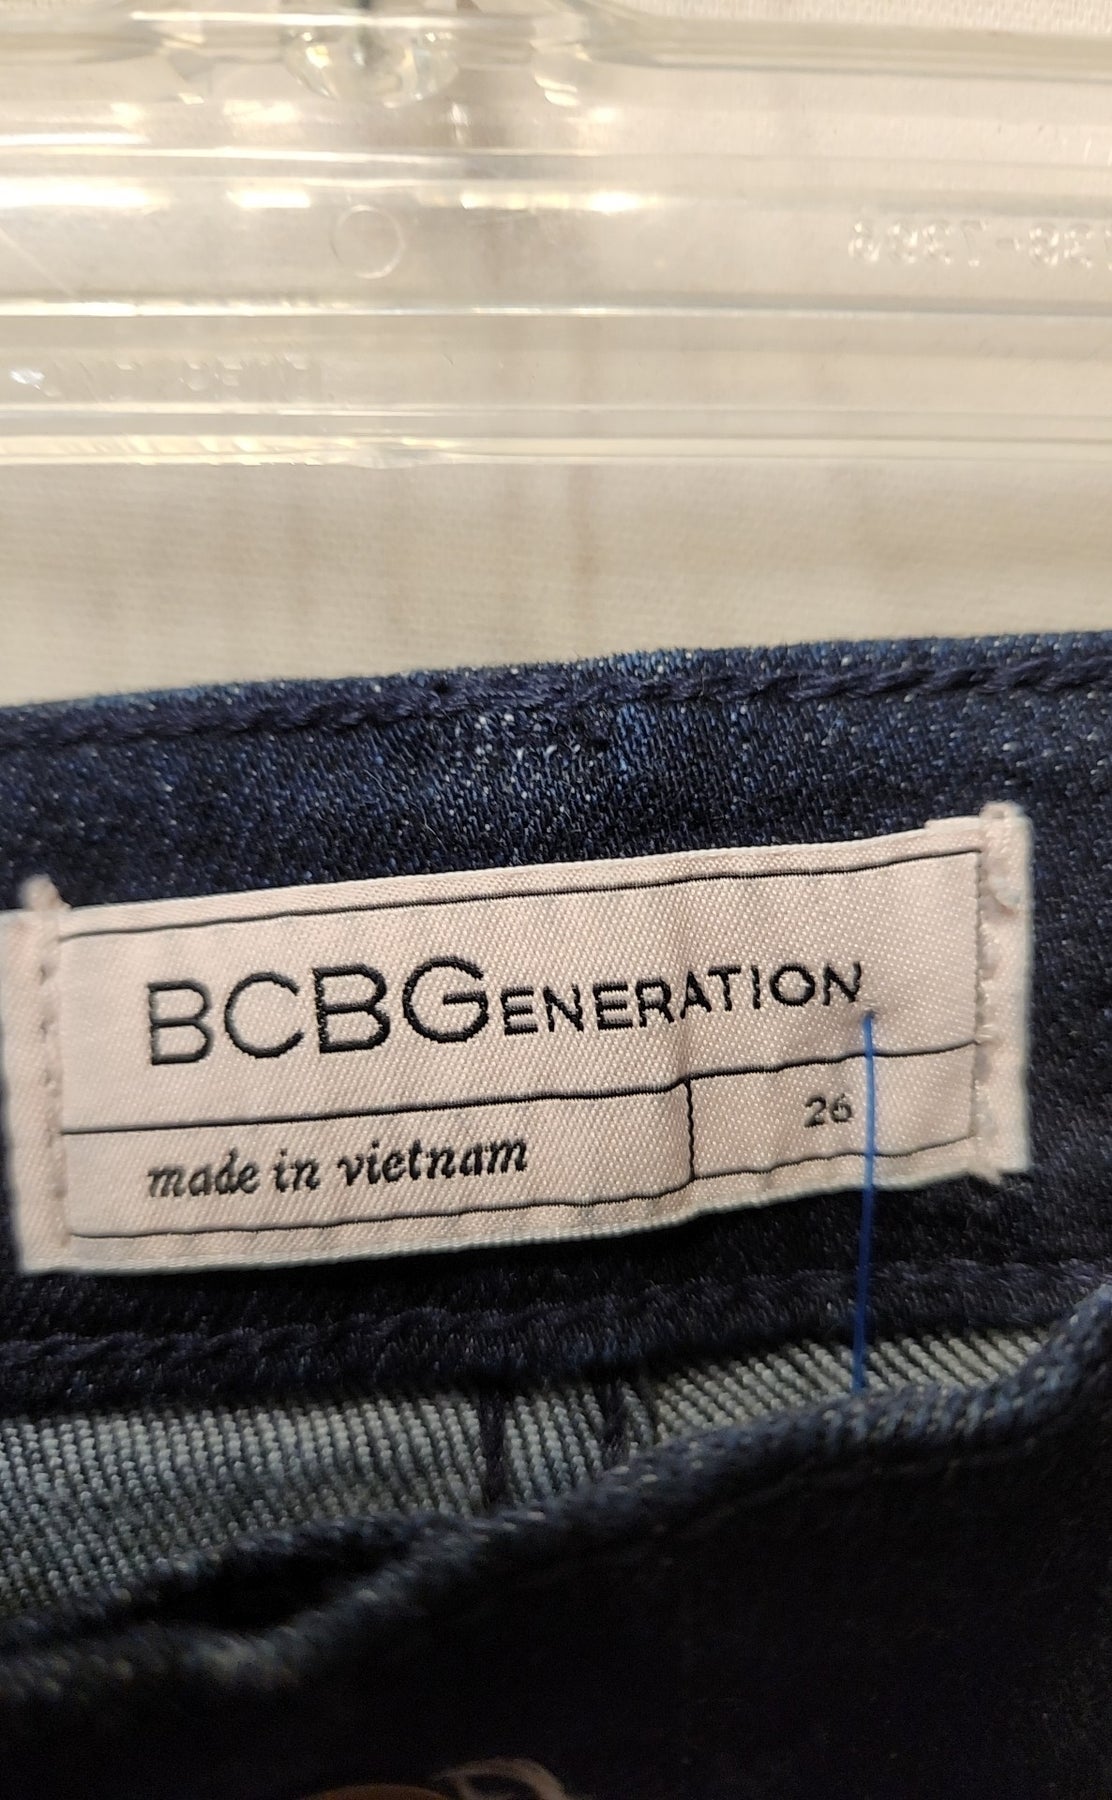 BCBGENERATION
made in vietnam
26